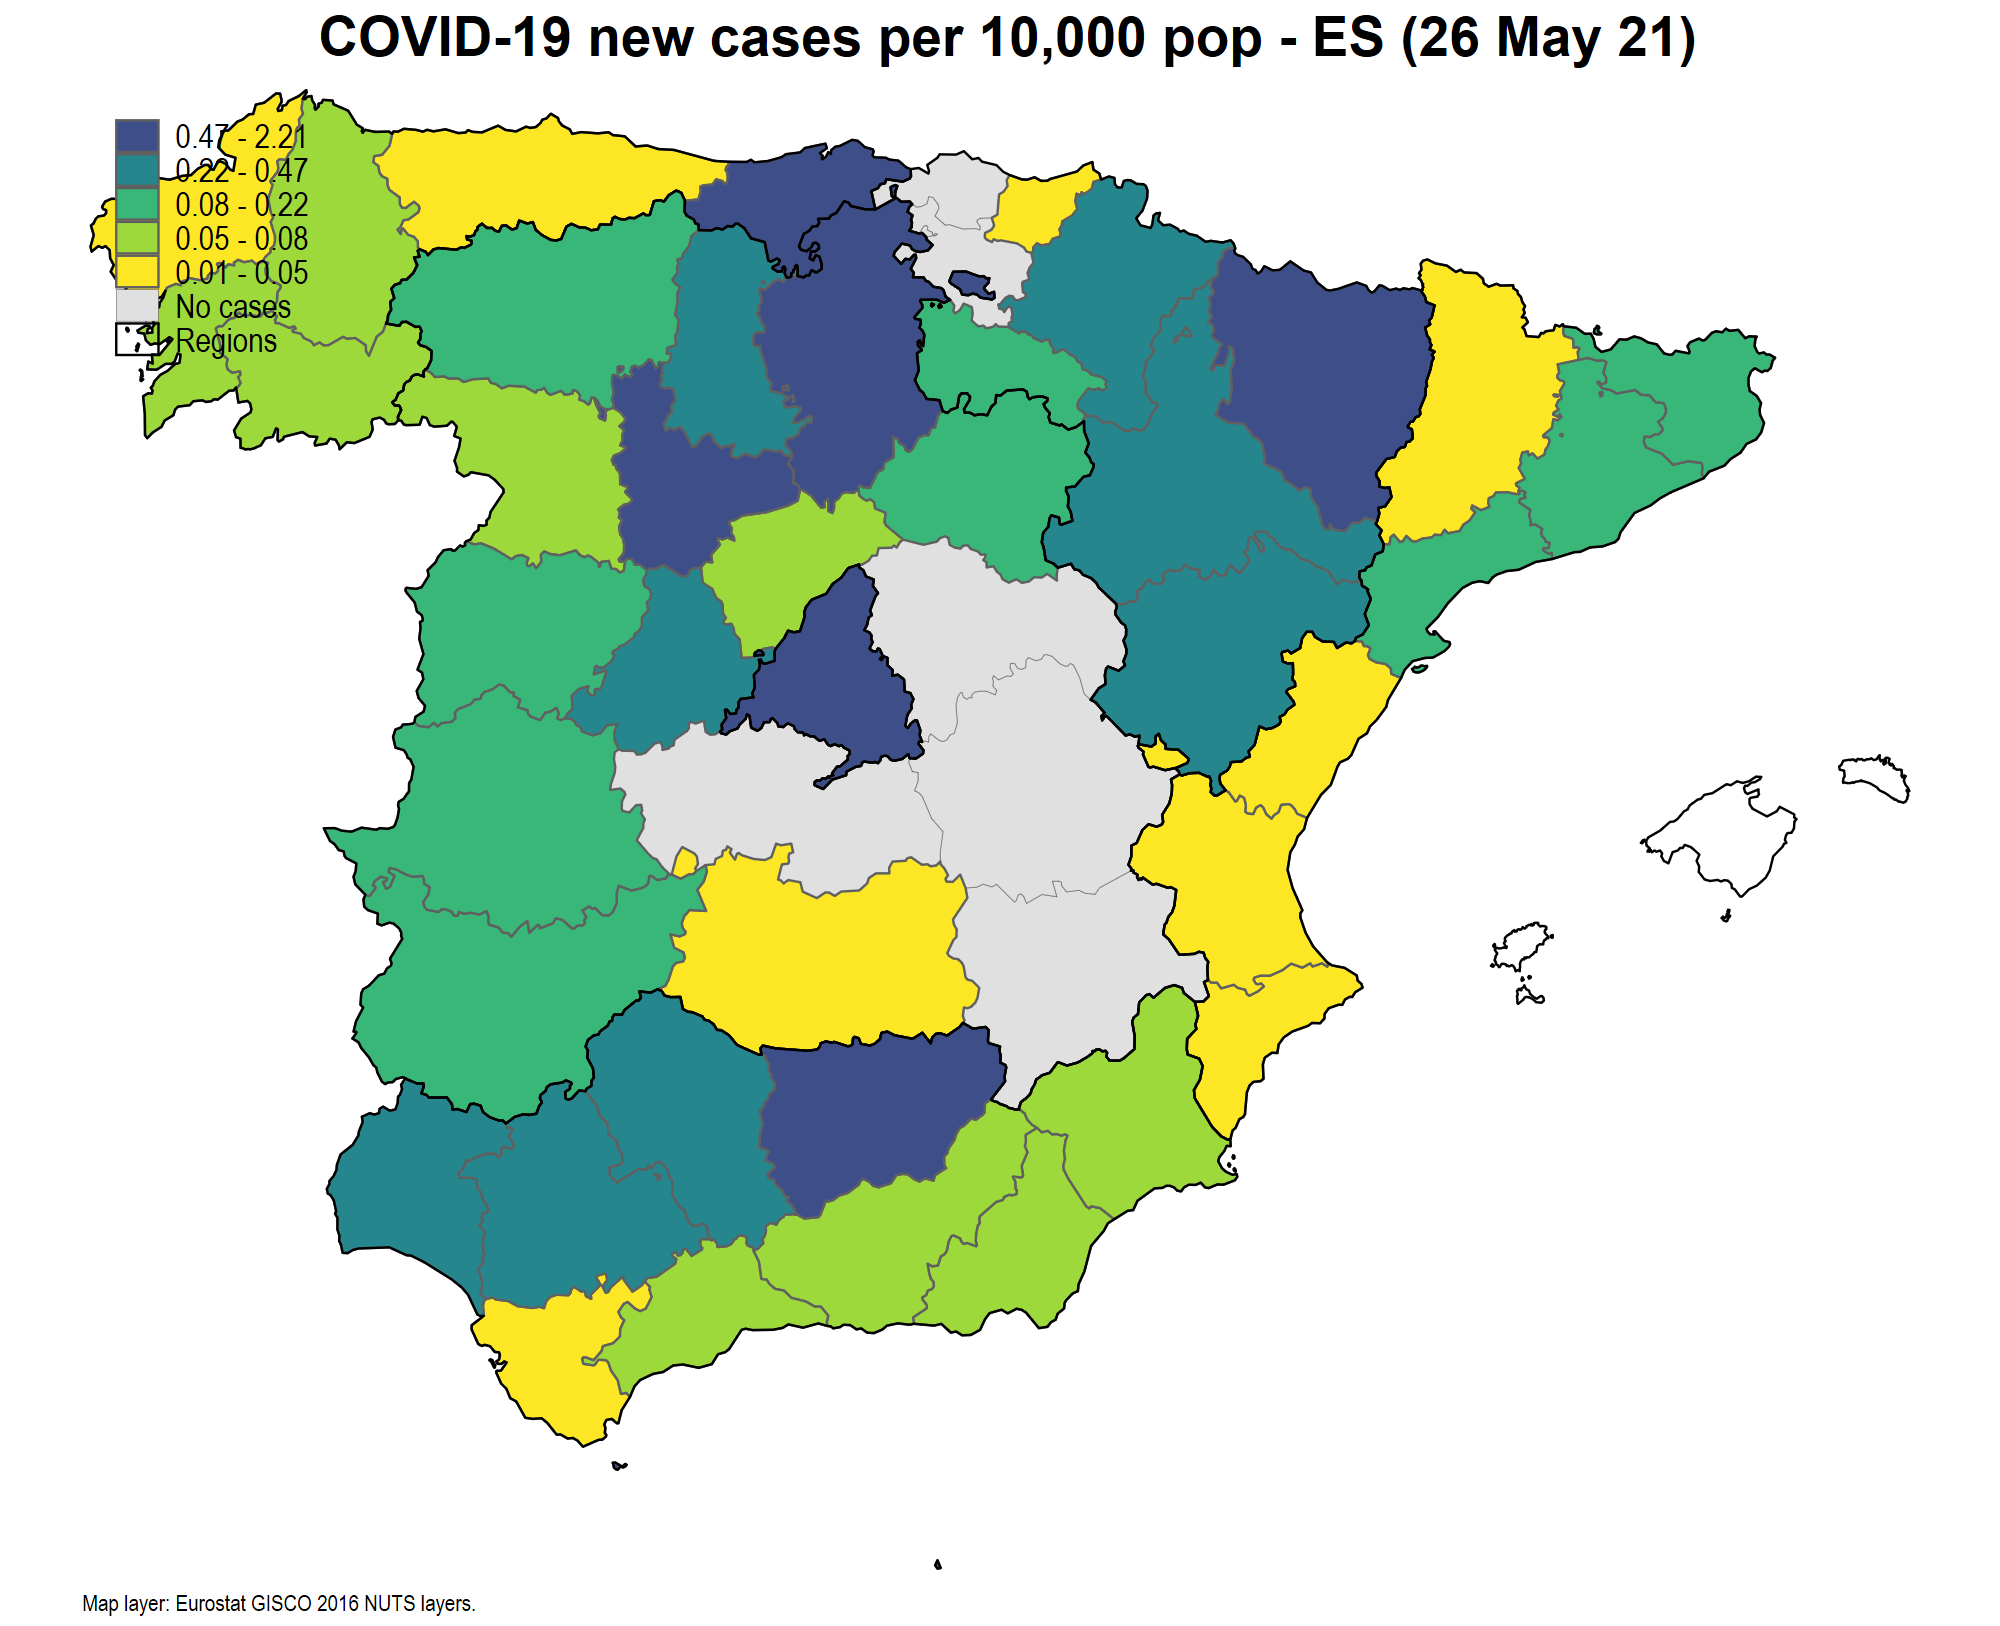 COVID-19 new cases per 10,000 pop - ES (26 May 21)
0.47 - 2.21
0.22 - 0.47
0.08 - 0.22
0.05 - 0.08
0.01 - 0.05
No cases
Regions
Map layer: Eurostat GISCO 2016 NUTS layers.